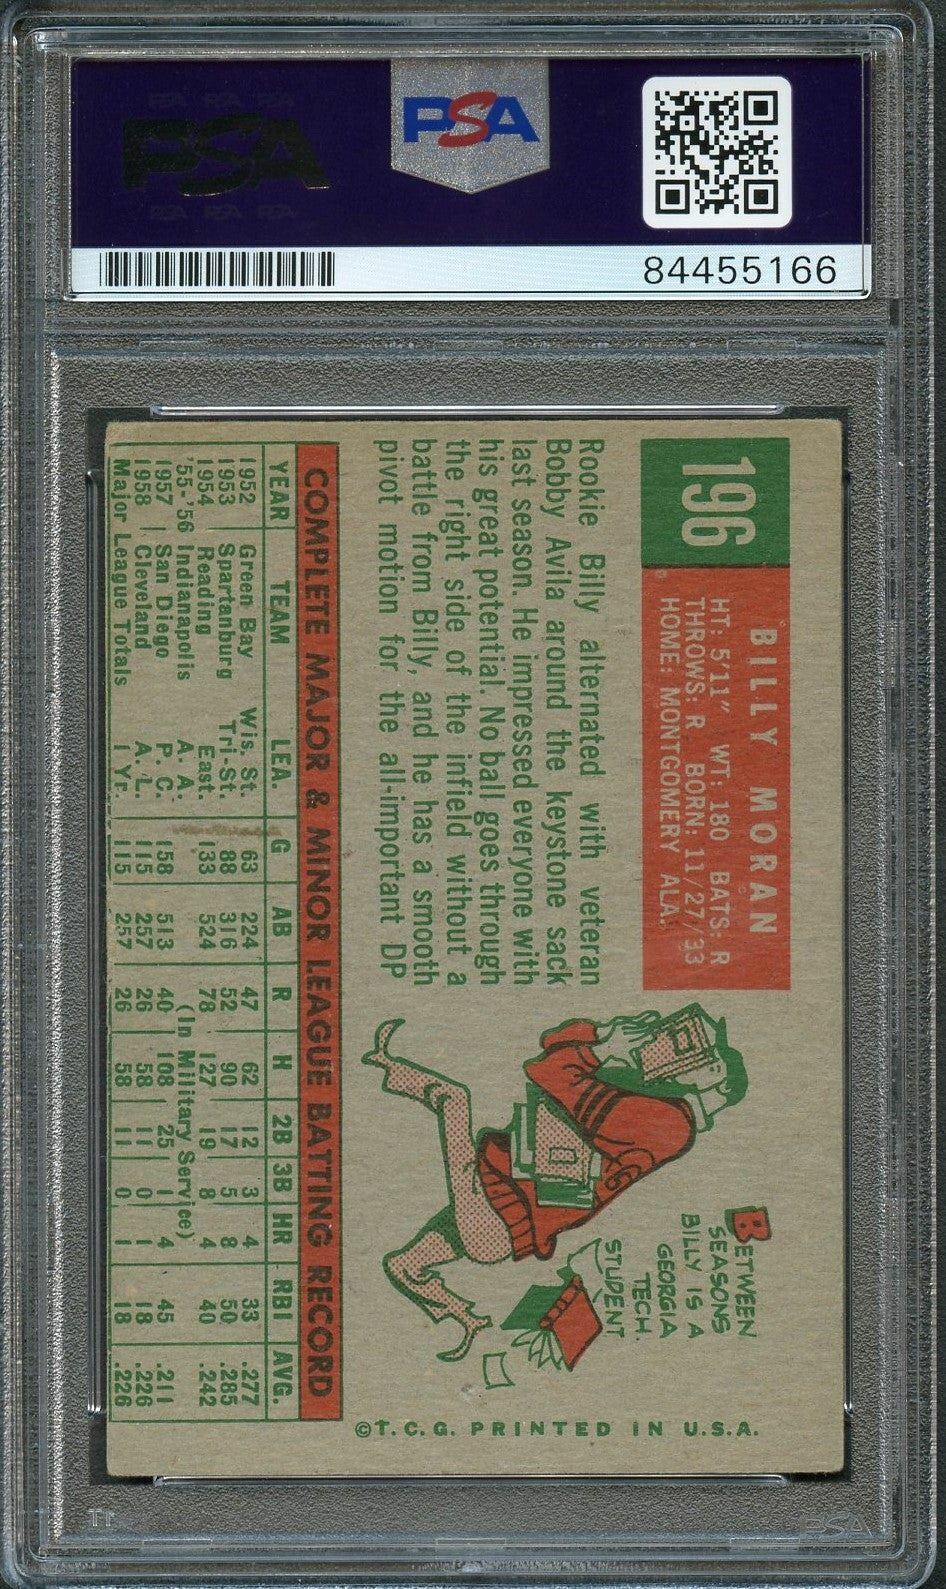 PSA PSA PSA
PSA
PSA PSA PSA
PSA
84455166
196
BILLY MORAN
HT: 5'11" WT: 180 BATS: R
THROWS: R. BORN: 11/27/33
HOME: MONTGOMERY ALA.
Rookie Billy alternated with veteran
Bobby Avila around the keystone sack
last season. He impressed everyone with
his great potential. No ball goes through
the right side of the infield without a
battle from Billy, and he has a smooth
pivot motion for the all-important DP
BETWEEN
SEASONS
BILLY IS A
GEORGIA
TECH.
STUDENT
G
D
COMPLETE MAJOR & MINOR LEAGUE BATTING RECORD
YEAR TEAM LEA. G AB R H 2B 3B HR RBI AVG.
1952 Green Bay Wis. St. 63 224 47 62 12 3 4 33 .277
1953 Spartanburg Tri-St. 88 316 52 90 17 5 8 50 .285
1954 Reading East. 133 524 78 127 19 8 4 40 .242
'55-'56 Indianapolis A. A. (In Military Service)
1957 San Diego P. C. 158 513 40 108 25 1 4 45 .211
1958 Cleveland A. L. 115 257 26 58 11 0 1 18 .226
Major League Totals 1 Yr. 115 257 26 58 11 0 1 18 .226
©T. C. G. PRINTED IN U.S.A.
PSA